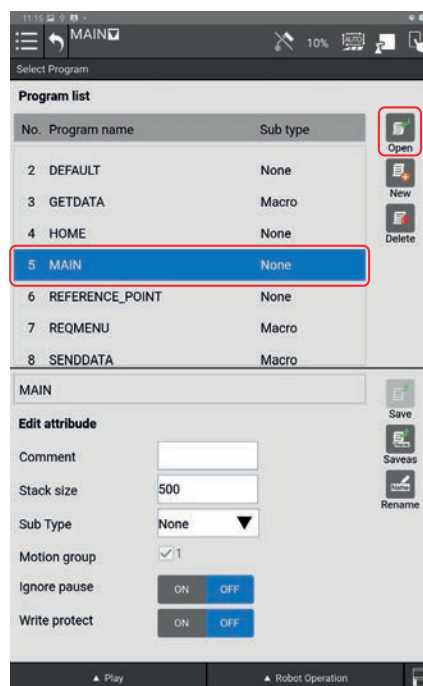 11:15
MAIN
10%
AUTO
Select Program
Program list
No. Program name Sub type
Open
2 DEFAULT None
3 GETDATA Macro
New
4 HOME None
Delete
5 MAIN None
6 REFERENCE_POINT None
7 REQMENU Macro
8 SENDDATA Macro
MAIN
Save
Edit attribude
Comment
Saveas
Stack size 500
Rename
Sub Type None
Motion group 1
Ignore pause ON OFF
Write protect ON OFF
Play Robot Operation